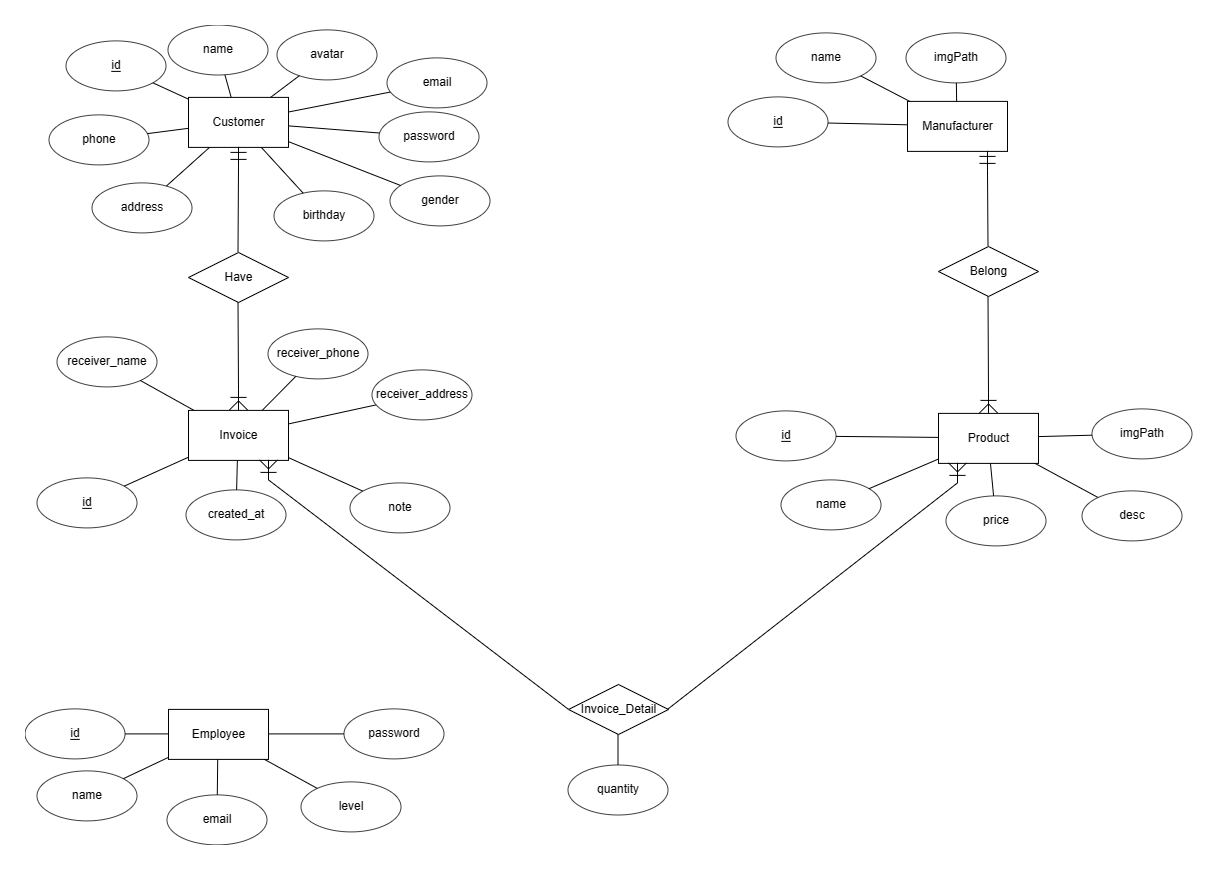 name
avatar
id
email
Customer
password
phone
address
birthday
gender
Have
receiver_name
receiver_phone
receiver_address
Invoice
id
created_at
note
name
imgPath
id
Manufacturer
Belong
id
Product
imgPath
name
price
desc
Invoice_Detail
quantity
id
Employee
password
name
email
level